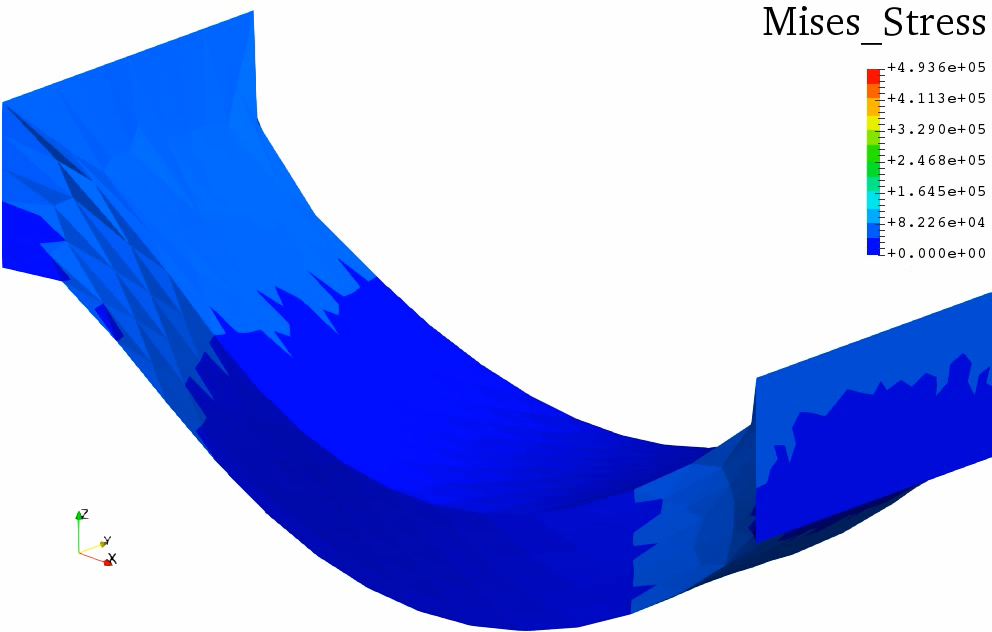 Mises_Stress
+4.936e+05
+4.113e+05
+3.290e+05
+2.468e+05
+1.645e+05
+8.226e+04
+0.000e+00
Z
Y
X